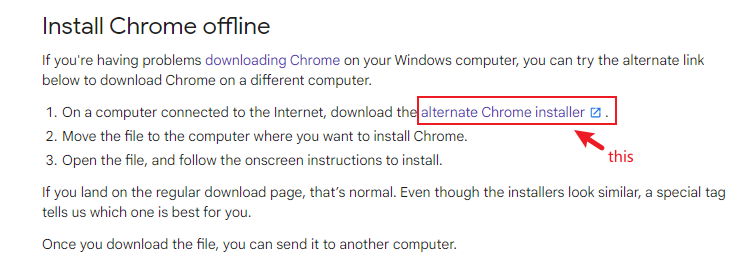 Install Chrome offline
If you're having problems downloading Chrome on your Windows computer, you can try the alternate link
below to download Chrome on a different computer.
1. On a computer connected to the Internet, download the alternate Chrome installer .
2. Move the file to the computer where you want to install Chrome.
this
3. Open the file, and follow the onscreen instructions to install.
If you land on the regular download page, that’s normal. Even though the installers look similar, a special tag
tells us which one is best for you.
Once you download the file, you can send it to another computer.